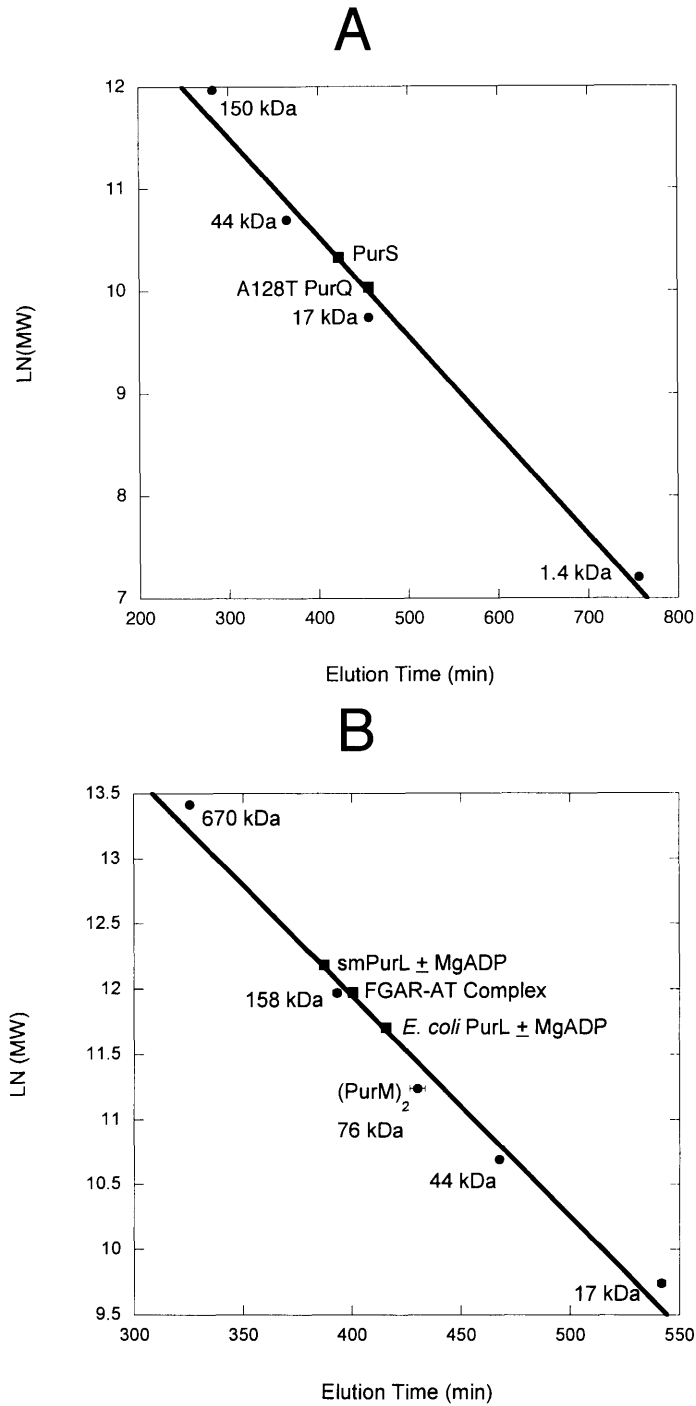 A
12
150 kDa
11
44 kDa
PurS
10
A128T PurQ
17 kDa
LN(MW)
9
8
1.4 kDa
7
200 300 400 500 600 700 800
Elution Time (min)
B
13.5
670 kDa
13
12.5
smPurL ± MgADP
12
FGAR-AT Complex
158 kDa
E. coli PurL ± MgADP
11.5
LN (MW)
(PurM)2
11
76 kDa
10.5
44 kDa
10
17 kDa
9.5
300 350 400 450 500 550
Elution Time (min)